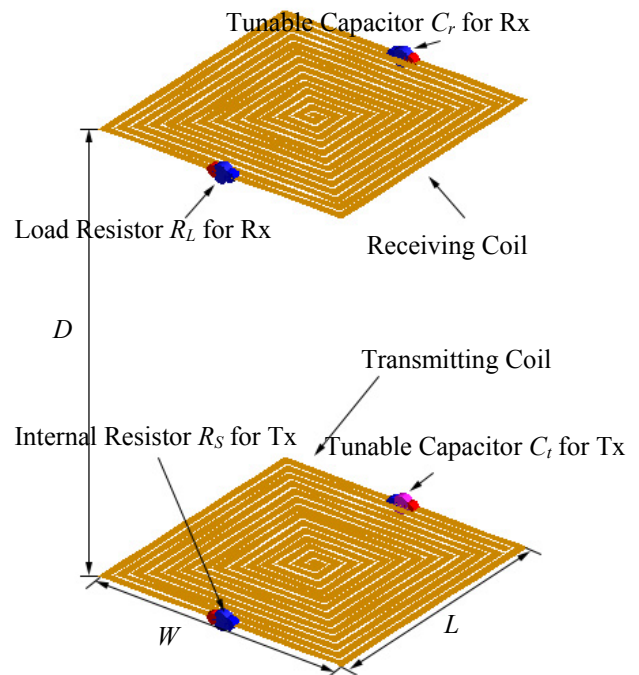 Tunable Capacitor Cr for Rx
Load Resistor RL for Rx
Receiving Coil
D
Transmitting Coil
Internal Resistor RS for Tx
Tunable Capacitor Ct for Tx
W
L